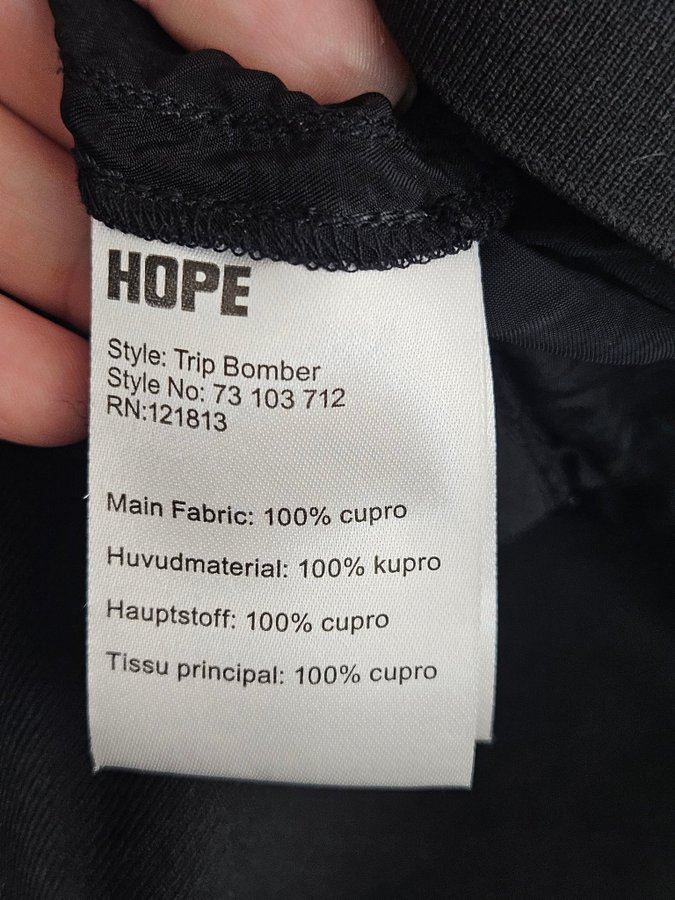 HOPE
Style: Trip Bomber
Style No: 73 103 712
RN:121813
Main Fabric: 100% cupro
Huvudmaterial: 100% kupro
Hauptstoff: 100% cupro
Tissu principal: 100% cupro